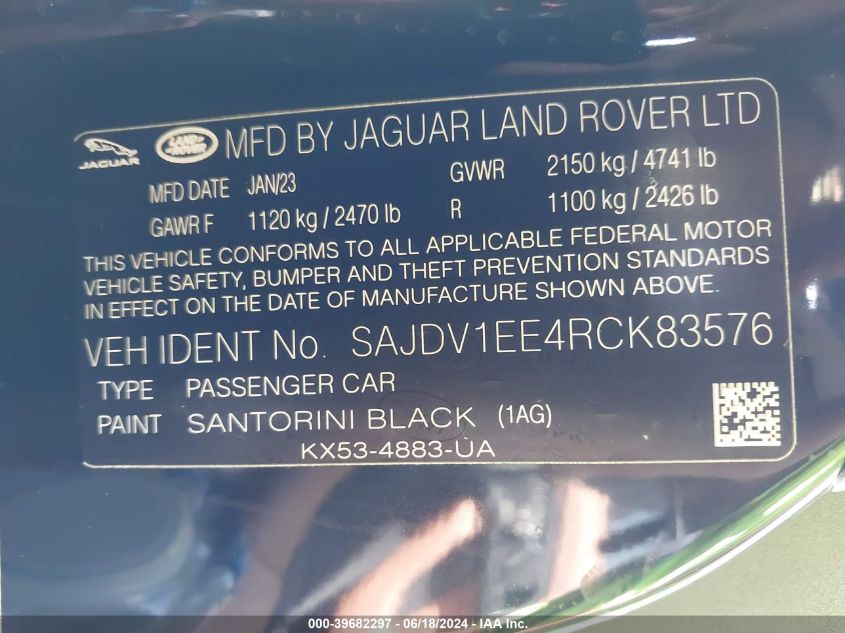 JAGUAR LAND ROVER MFD BY JAGUAR LAND ROVER LTD
MFD DATE JAN/23 GVWR 2150 kg / 4741 lb
GAWR F 1120 kg / 2470 lb R 1100 kg / 2426 lb
THIS VEHICLE CONFORMS TO ALL APPLICABLE FEDERAL MOTOR
VEHICLE SAFETY, BUMPER AND THEFT PREVENTION STANDARDS
IN EFFECT ON THE DATE OF MANUFACTURE SHOWN ABOVE.
VEH IDENT No. SAJDV1EE4RCK83576
TYPE PASSENGER CAR
PAINT SANTORINI BLACK (1AG)
KX53-4883-UA
000-39682297 - 06/18/2024 - IAA Inc.